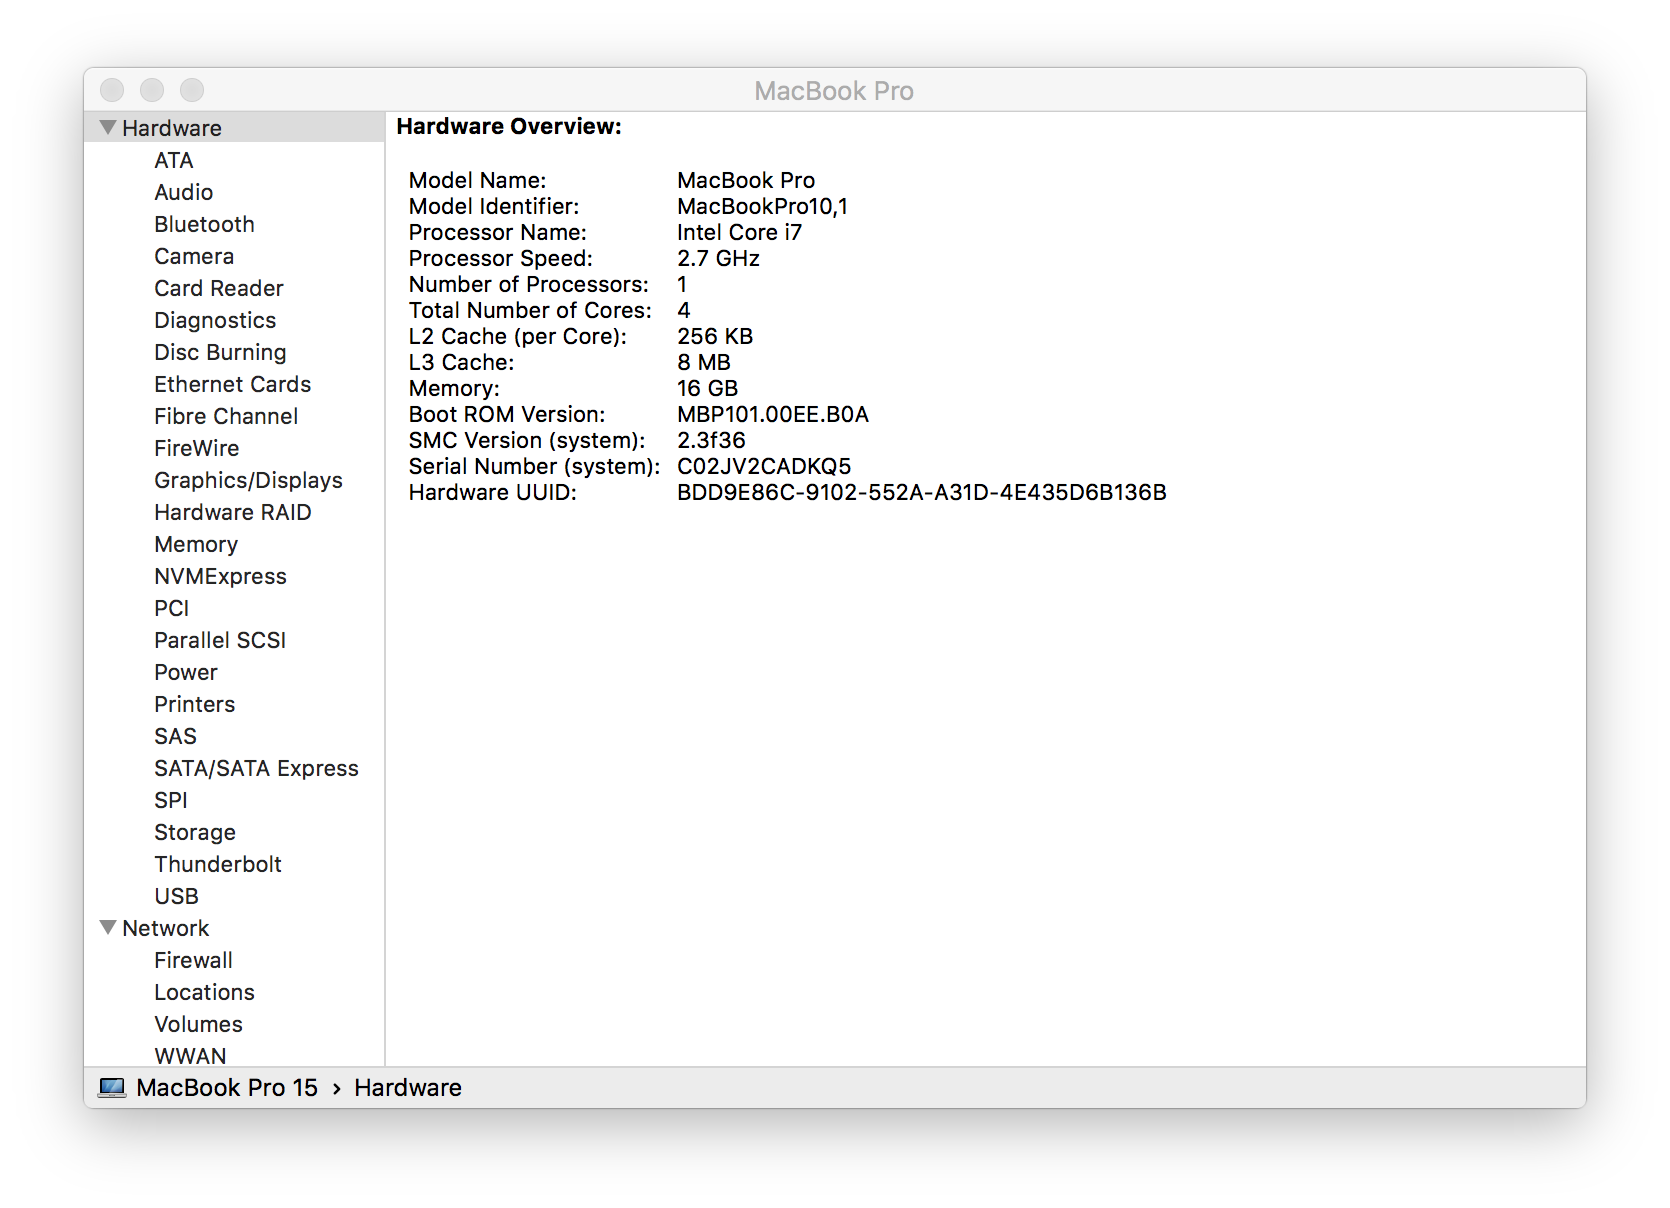 MacBook Pro
Hardware
ATA
Audio
Bluetooth
Camera
Card Reader
Diagnostics
Disc Burning
Ethernet Cards
Fibre Channel
FireWire
Graphics/Displays
Hardware RAID
Memory
NVMExpress
PCI
Parallel SCSI
Power
Printers
SAS
SATA/SATA Express
SPI
Storage
Thunderbolt
USB
Network
Firewall
Locations
Volumes
WWAN
Hardware Overview:
Model Name: MacBook Pro
Model Identifier: MacBookPro10,1
Processor Name: Intel Core i7
Processor Speed: 2.7 GHz
Number of Processors: 1
Total Number of Cores: 4
L2 Cache (per Core): 256 KB
L3 Cache: 8 MB
Memory: 16 GB
Boot ROM Version: MBP101.00EE.B0A
SMC Version (system): 2.3f36
Serial Number (system): C02JV2CADKQ5
Hardware UUID: BDD9E86C-9102-552A-A31D-4E435D6B136B
MacBook Pro 15 › Hardware